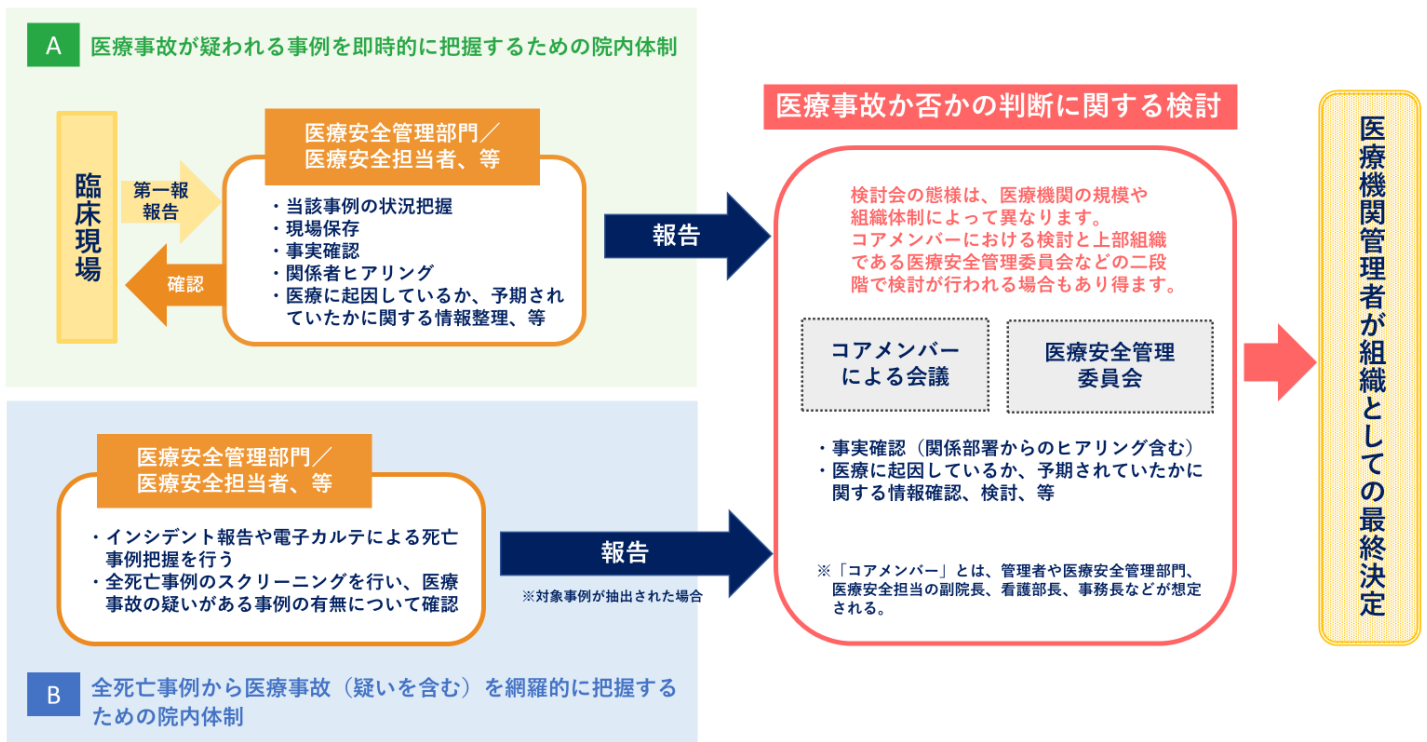 A
医療事故が疑われる事例を即時的に把握するための院内体制
臨床現場
第一報
報告
確認
医療安全管理部門／
医療安全担当者、等
・当該事例の状況把握
・現場保存
・事実確認
・関係者ヒアリング
・医療に起因しているか、予期され
ていたかに関する情報整理、等
報告
医療安全管理部門／
医療安全担当者、等
・インシデント報告や電子カルテによる死亡
事例把握を行う
・全死亡事例のスクリーニングを行い、医療
事故の疑いがある事例の有無について確認
報告
※対象事例が抽出された場合
B
全死亡事例から医療事故（疑いを含む）を網羅的に把握する
ための院内体制
医療事故か否かの判断に関する検討
検討会の態様は、医療機関の規模や
組織体制によって異なります。
コアメンバーにおける検討と上部組織
である医療安全管理委員会などの二段
階で検討が行われる場合もあり得ます。
コアメンバー
による会議
医療安全管理
委員会
・事実確認（関係部署からのヒアリング含む）
・医療に起因しているか、予期されていたかに
関する情報確認、検討、等
※「コアメンバー」とは、管理者や医療安全管理部門、
医療安全担当の副院長、看護部長、事務長などが想定
される。
医療機関管理者が組織としての最終決定